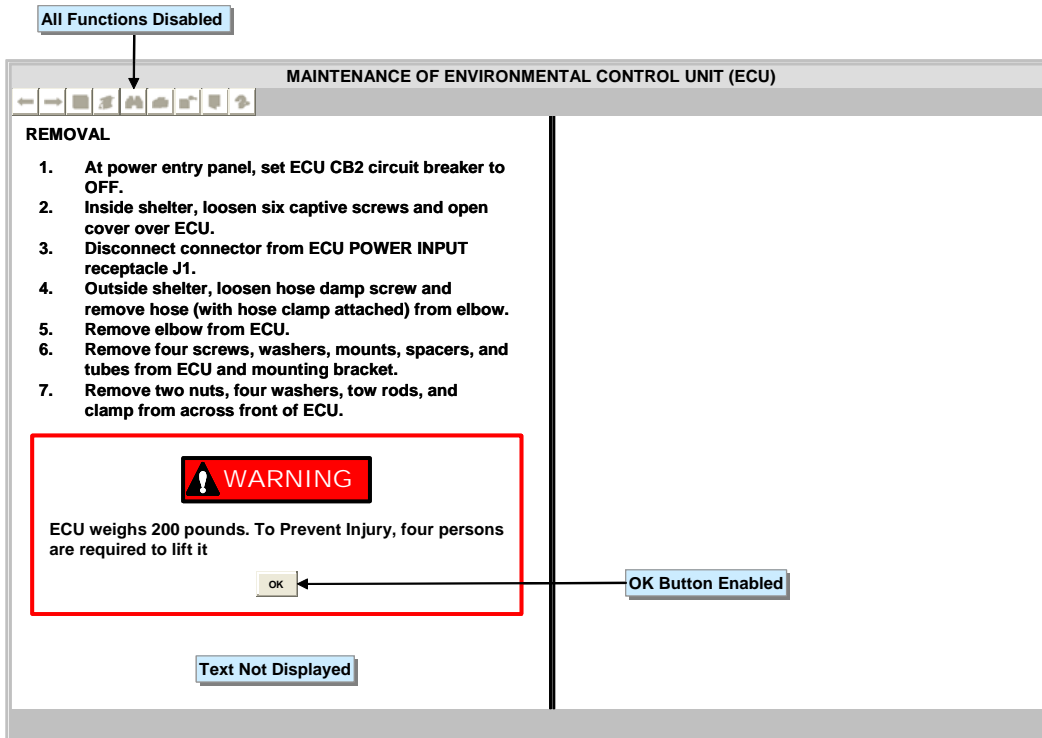 All Functions Disabled
MAINTENANCE OF ENVIRONMENTAL CONTROL UNIT (ECU)
REMOVAL
1. At power entry panel, set ECU CB2 circuit breaker to
OFF.
2. Inside shelter, loosen six captive screws and open
cover over ECU.
3. Disconnect connector from ECU POWER INPUT
receptacle J1.
4. Outside shelter, loosen hose damp screw and
remove hose (with hose clamp attached) from elbow.
5. Remove elbow from ECU.
6. Remove four screws, washers, mounts, spacers, and
tubes from ECU and mounting bracket.
7. Remove two nuts, four washers, tow rods, and
clamp from across front of ECU.
WARNING
ECU weighs 200 pounds. To Prevent Injury, four persons
are required to lift it
OK
OK Button Enabled
Text Not Displayed